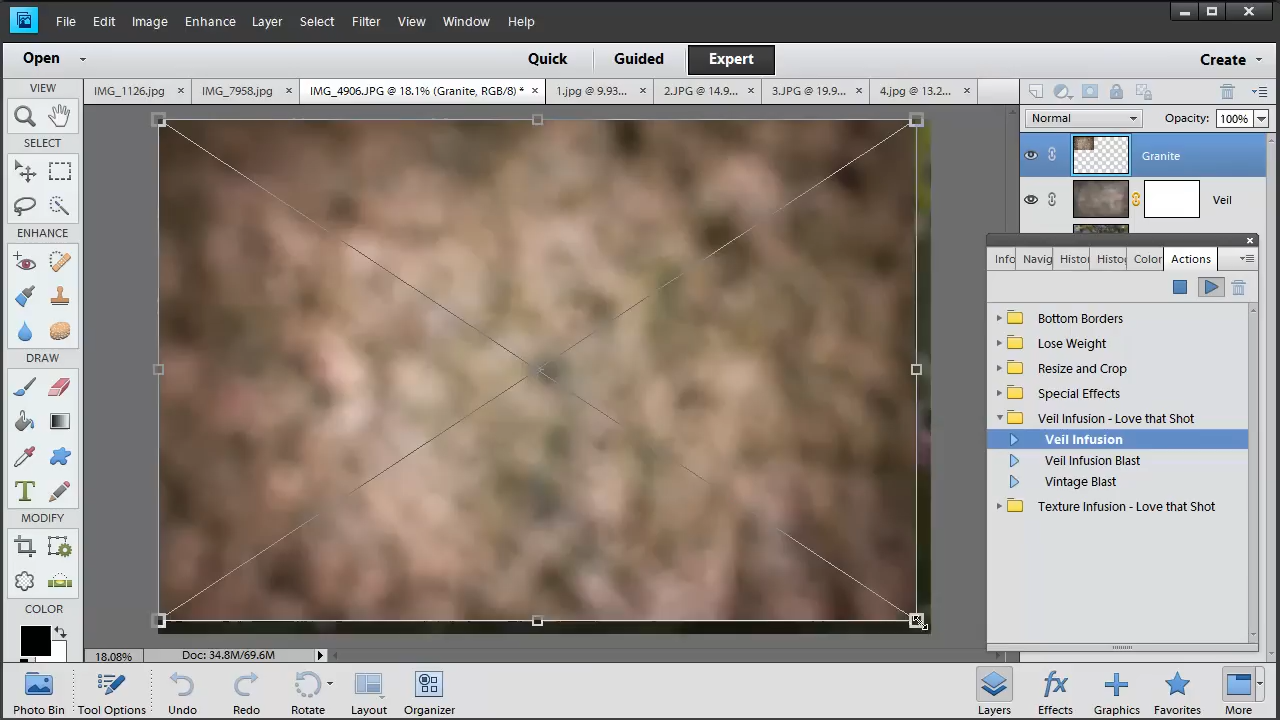 File Edit Image Enhance Layer Select Filter View Window Help
Open Quick Guided Expert Create
VIEW
IMG_1126.jpg × IMG_7958.jpg × IMG_4906.JPG @ 18.1% (Granite, RGB/8) * × 1.jpg @ 9.93... × 2.JPG @ 14.9... × 3.JPG @ 19.9... × 4.jpg @ 13.2... ×
Normal Opacity: 100%
SELECT
Granite
Veil
ENHANCE
DRAW
MODIFY
COLOR
Info Navig Histor Histog Color Actions
Bottom Borders
Lose Weight
Resize and Crop
Special Effects
Veil Infusion - Love that Shot
Veil Infusion
Veil Infusion Blast
Vintage Blast
Texture Infusion - Love that Shot
18.08% Doc: 34.8M/69.6M
Photo Bin Tool Options Undo Redo Rotate Layout Organizer Layers Effects Graphics Favorites More